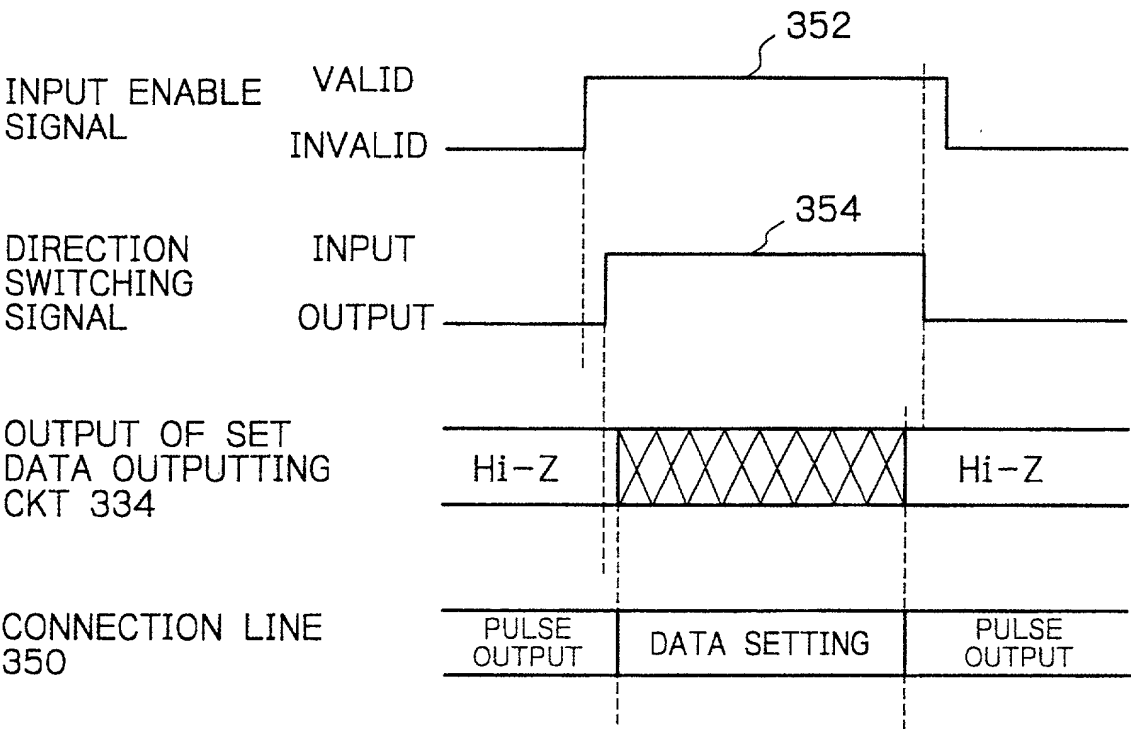 352
INPUT ENABLE
SIGNAL
VALID
INVALID
354
DIRECTION
SWITCHING
SIGNAL
INPUT
OUTPUT
OUTPUT OF SET
DATA OUTPUTTING
CKT 334
Hi-Z
Hi-Z
CONNECTION LINE
350
PULSE
OUTPUT
DATA SETTING
PULSE
OUTPUT